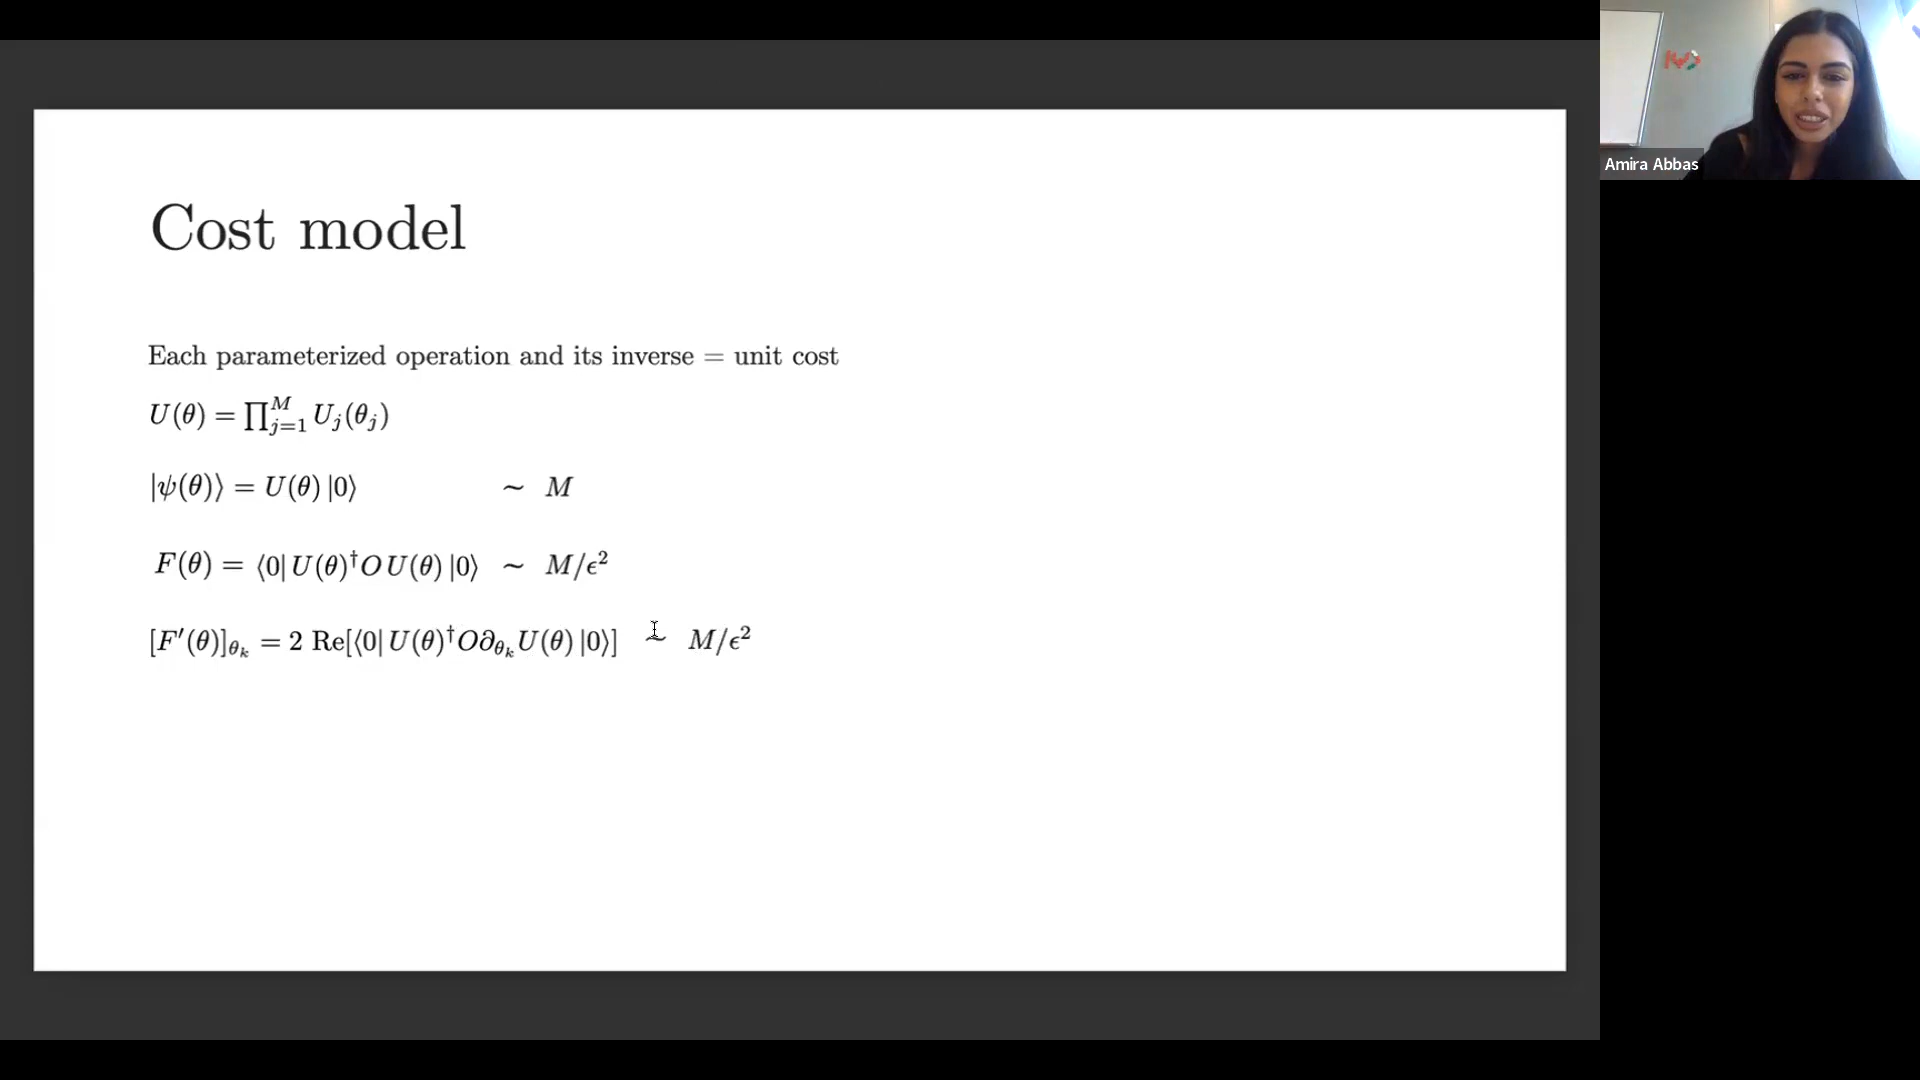 Cost model
Each parameterized operation and its inverse = unit cost
U(θ) = ∏_{j=1}^{M} U_j(θ_j)
|ψ(θ)⟩ = U(θ) |0⟩ ∼ M
F(θ) = ⟨0| U(θ)^† O U(θ) |0⟩ ∼ M/ϵ²
[F′(θ)]_{θ_k} = 2 Re[⟨0| U(θ)^† O∂_{θ_k} U(θ) |0⟩] ∼ M/ϵ²
Amira Abbas